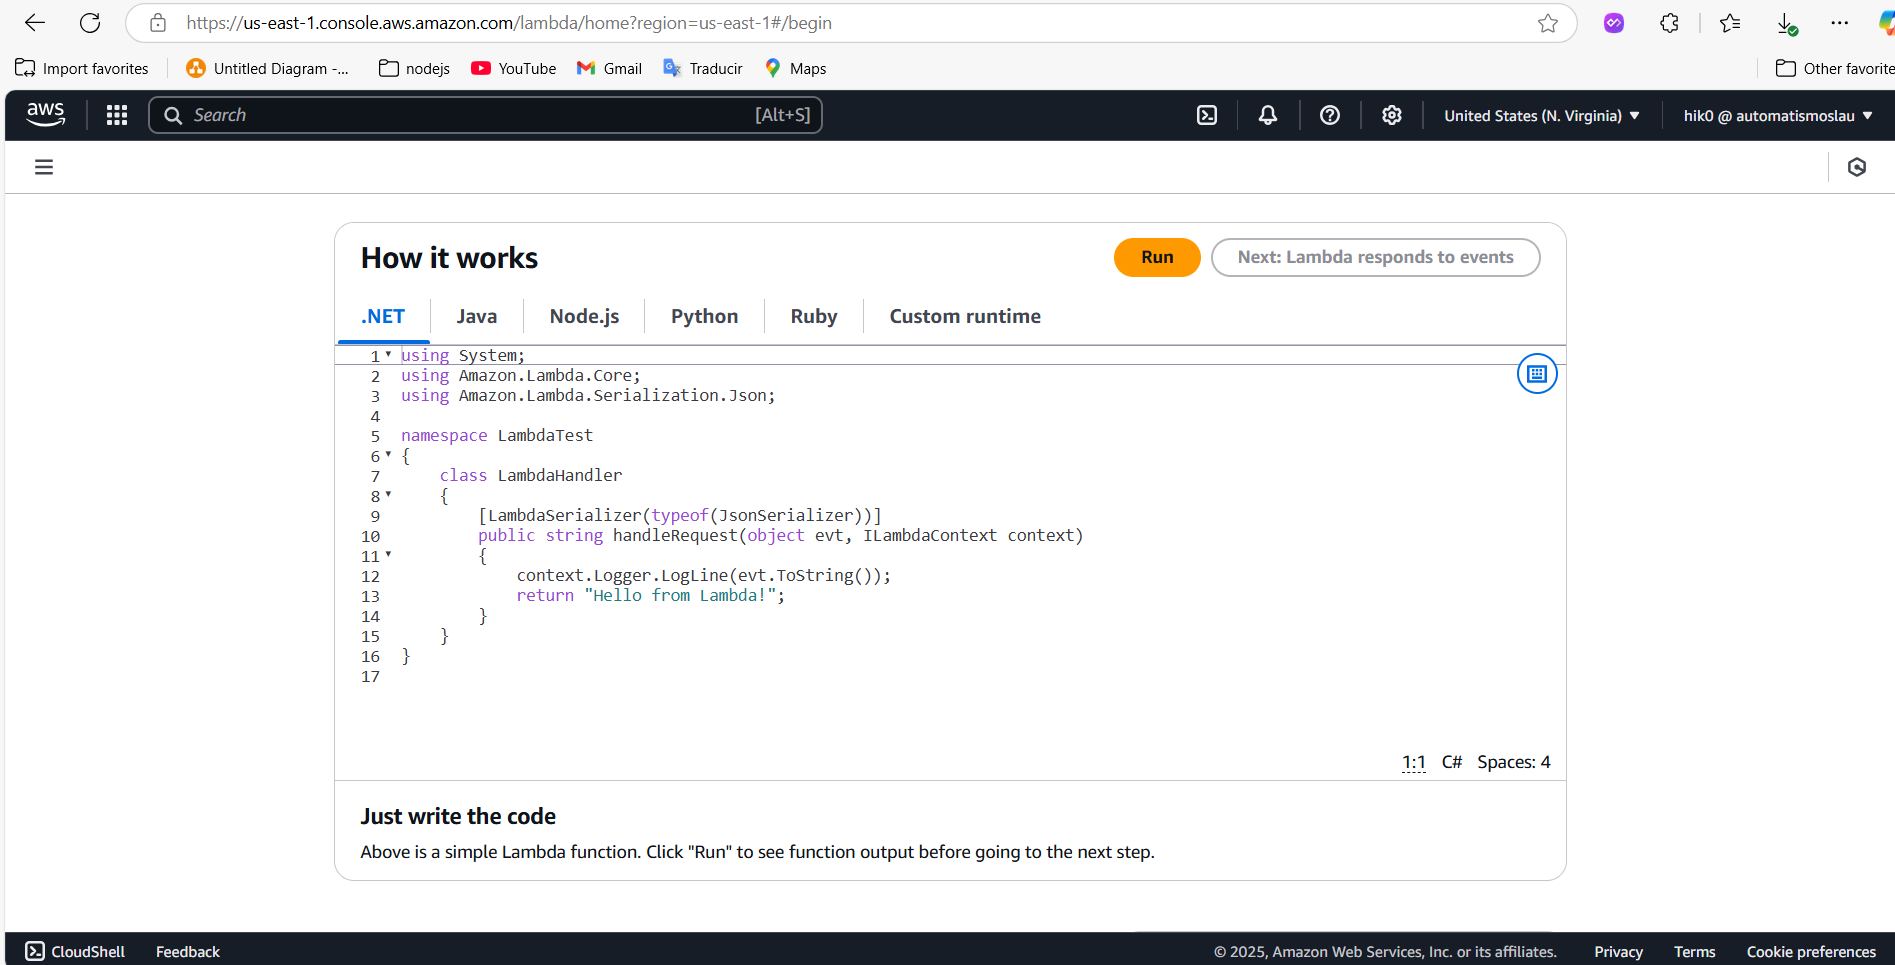 https://us-east-1.console.aws.amazon.com/lambda/home?region=us-east-1#/begin
Import favorites
Untitled Diagram -...
nodejs
YouTube
Gmail
Traducir
Maps
Other favorite
aws
Search
[Alt+S]
United States (N. Virginia)
hik0 @ automatismoslau
How it works
Run
Next: Lambda responds to events
.NET
Java
Node.js
Python
Ruby
Custom runtime
1 using System;
2 using Amazon.Lambda.Core;
3 using Amazon.Lambda.Serialization.Json;
4
5 namespace LambdaTest
6 {
7 class LambdaHandler
8 {
9 [LambdaSerializer(typeof(JsonSerializer))]
10 public string handleRequest(object evt, ILambdaContext context)
11 {
12 context.Logger.LogLine(evt.ToString());
13 return "Hello from Lambda!";
14 }
15 }
16 }
17
1:1 C# Spaces: 4
Just write the code
Above is a simple Lambda function. Click "Run" to see function output before going to the next step.
CloudShell
Feedback
© 2025, Amazon Web Services, Inc. or its affiliates.
Privacy
Terms
Cookie preferences